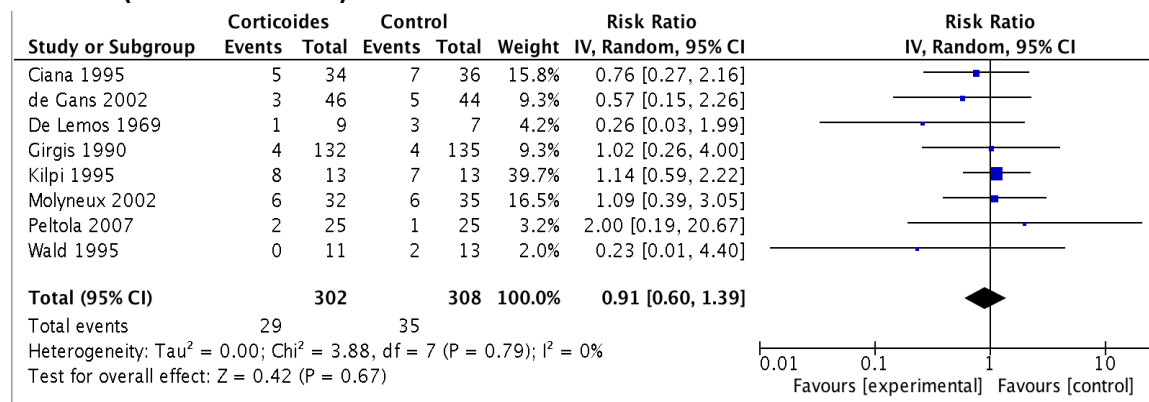 Corticoides Control Risk Ratio Risk Ratio
Study or Subgroup Events Total Events Total Weight IV, Random, 95% CI IV, Random, 95% CI
Ciana 1995 5 34 7 36 15.8% 0.76 [0.27, 2.16]
de Gans 2002 3 46 5 44 9.3% 0.57 [0.15, 2.26]
De Lemos 1969 1 9 3 7 4.2% 0.26 [0.03, 1.99]
Girgis 1990 4 132 4 135 9.3% 1.02 [0.26, 4.00]
Kilpi 1995 8 13 7 13 39.7% 1.14 [0.59, 2.22]
Molyneux 2002 6 32 6 35 16.5% 1.09 [0.39, 3.05]
Peltola 2007 2 25 1 25 3.2% 2.00 [0.19, 20.67]
Wald 1995 0 11 2 13 2.0% 0.23 [0.01, 4.40]
Total (95% CI) 302 308 100.0% 0.91 [0.60, 1.39]
Total events 29 35
Heterogeneity: Tau² = 0.00; Chi² = 3.88, df = 7 (P = 0.79); I² = 0%
Test for overall effect: Z = 0.42 (P = 0.67)
0.01 0.1 1 10
Favours [experimental] Favours [control]